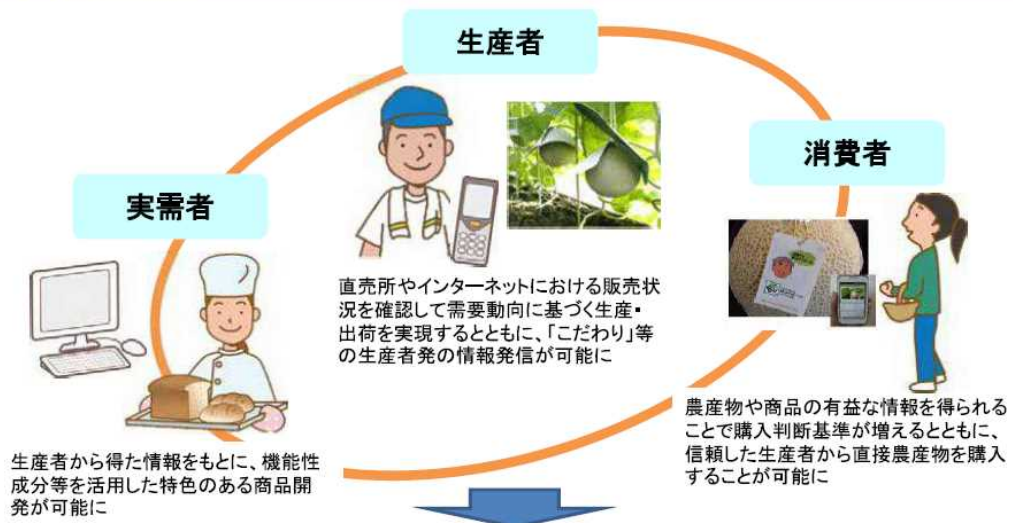 生産者
消費者
実需者
直売所やインターネットにおける販売状
況を確認して需要動向に基づく生産・
出荷を実現するとともに、「こだわり」等
の生産者発の情報発信が可能に
農産物や商品の有益な情報を得られる
ことで購入判断基準が増えるとともに、
信頼した生産者から直接農産物を購入
することが可能に
生産者から得た情報をもとに、機能性
成分等を活用した特色のある商品開
発が可能に